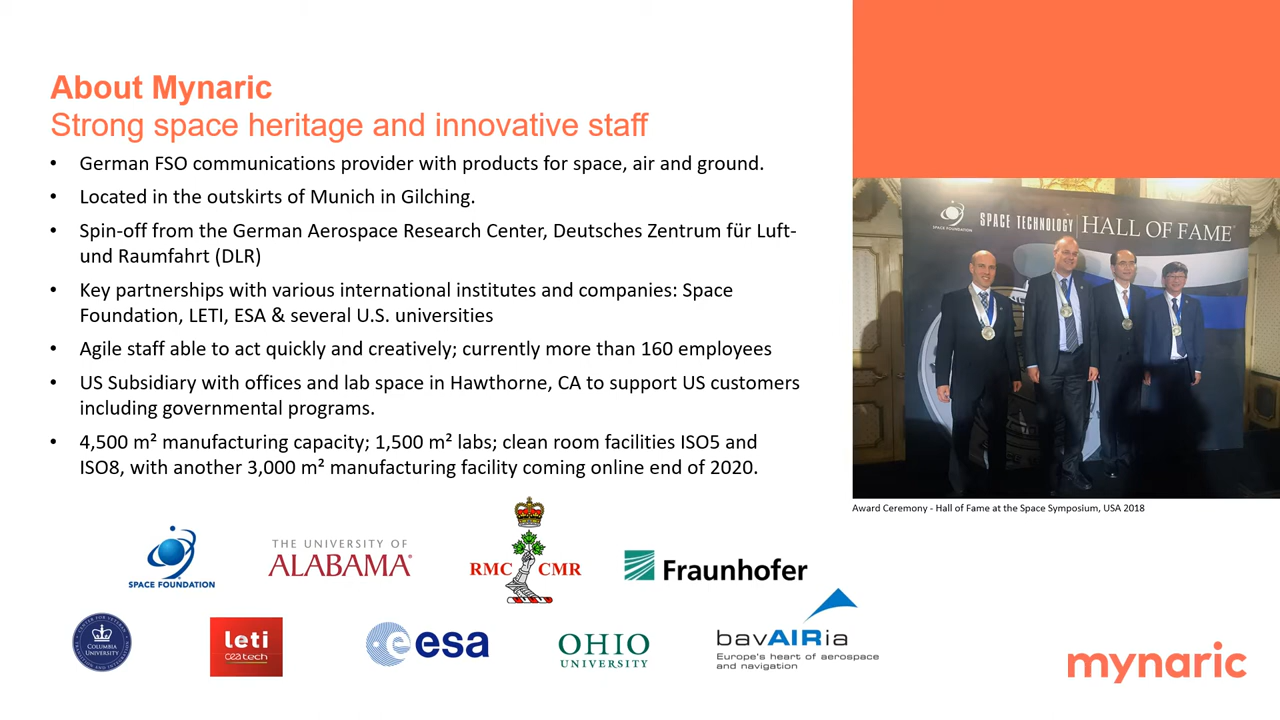 About Mynaric
Strong space heritage and innovative staff
• German FSO communications provider with products for space, air and ground.
• Located in the outskirts of Munich in Gilching.
• Spin-off from the German Aerospace Research Center, Deutsches Zentrum für Luft-
und Raumfahrt (DLR)
• Key partnerships with various international institutes and companies: Space
Foundation, LETI, ESA & several U.S. universities
• Agile staff able to act quickly and creatively; currently more than 160 employees
• US Subsidiary with offices and lab space in Hawthorne, CA to support US customers
including governmental programs.
• 4,500 m² manufacturing capacity; 1,500 m² labs; clean room facilities ISO5 and
ISO8, with another 3,000 m² manufacturing facility coming online end of 2020.
SPACE FOUNDATION
SPACE TECHNOLOGY HALL OF FAME
Award Ceremony - Hall of Fame at the Space Symposium, USA 2018
SPACE FOUNDATION
THE UNIVERSITY OF
ALABAMA®
RMC CMR
Fraunhofer
COLUMBIA
UNIVERSITY
leti
ceatech
esa
OHIO
UNIVERSITY
bavAIRia
Europe's heart of aerospace
and navigation
mynaric